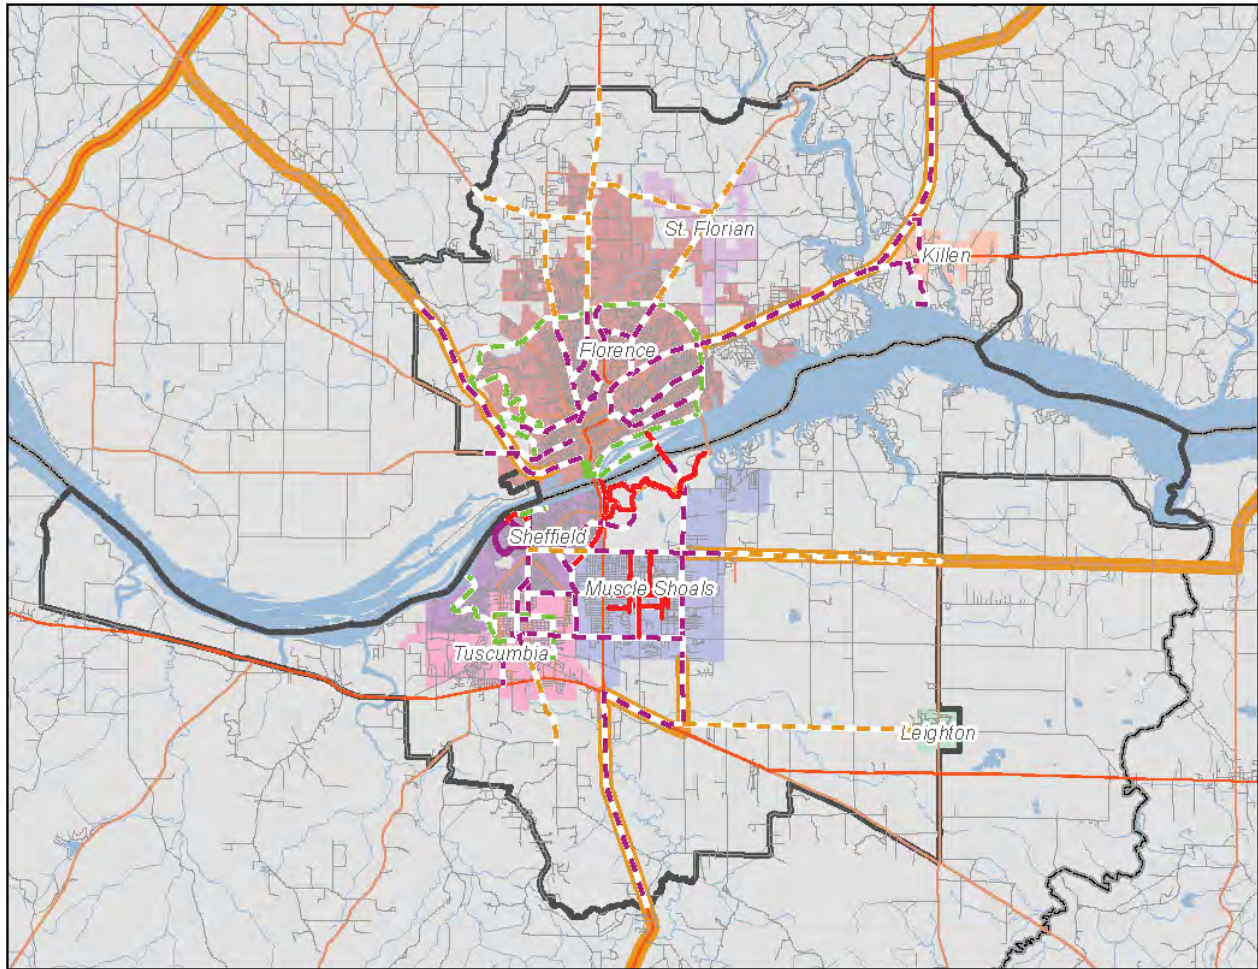 St. Florian
Killen
Florence
Sheffield
Muscle Shoals
Tuscumbia
Leighton